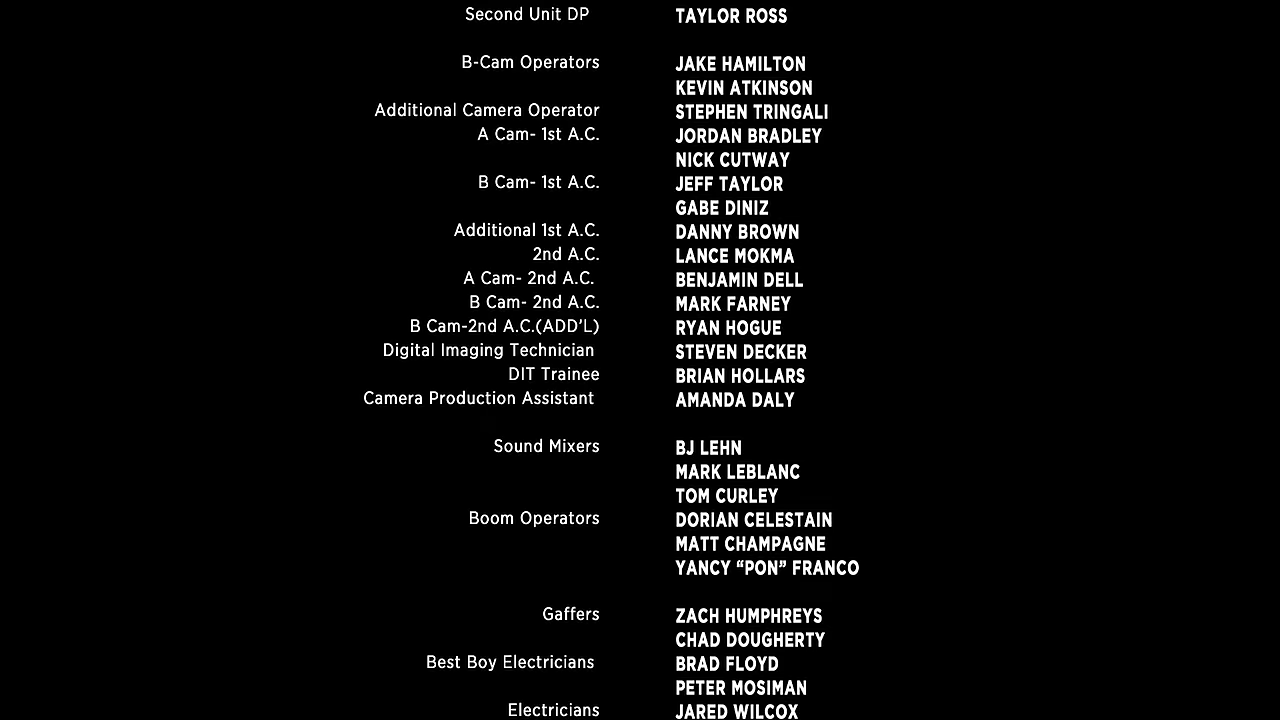 Second Unit DP TAYLOR ROSS
B-Cam Operators JAKE HAMILTON
KEVIN ATKINSON
Additional Camera Operator STEPHEN TRINGALI
A Cam- 1st A.C. JORDAN BRADLEY
NICK CUTWAY
B Cam- 1st A.C. JEFF TAYLOR
GABE DINIZ
Additional 1st A.C. DANNY BROWN
2nd A.C. LANCE MOKMA
A Cam- 2nd A.C. BENJAMIN DELL
B Cam- 2nd A.C. MARK FARNEY
B Cam-2nd A.C.(ADD’L) RYAN HOGUE
Digital Imaging Technician STEVEN DECKER
DIT Trainee BRIAN HOLLARS
Camera Production Assistant AMANDA DALY
Sound Mixers BJ LEHN
MARK LEBLANC
TOM CURLEY
Boom Operators DORIAN CELESTAIN
MATT CHAMPAGNE
YANCY “PON” FRANCO
Gaffers ZACH HUMPHREYS
CHAD DOUGHERTY
Best Boy Electricians BRAD FLOYD
PETER MOSIMAN
Electricians JARED WILCOX